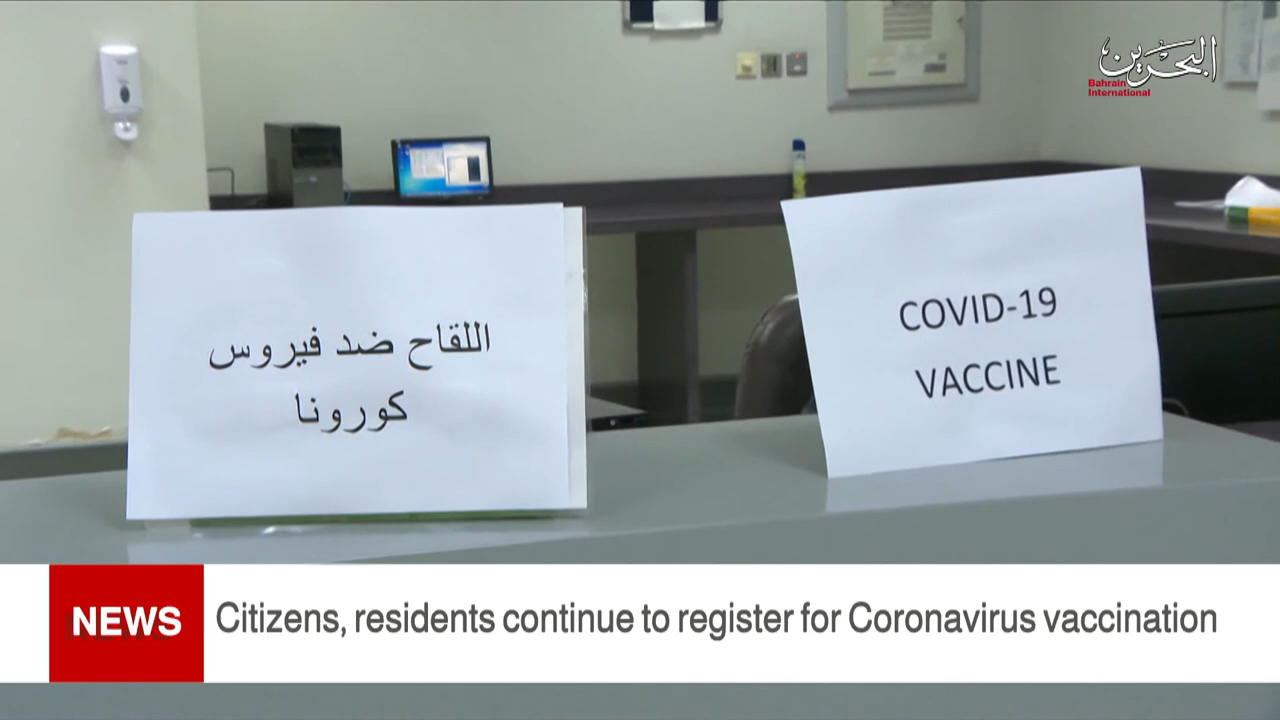 البحرين
Bahrain
International
اللقاح ضد فيروس
كورونا
COVID-19
VACCINE
NEWS
Citizens, residents continue to register for Coronavirus vaccination